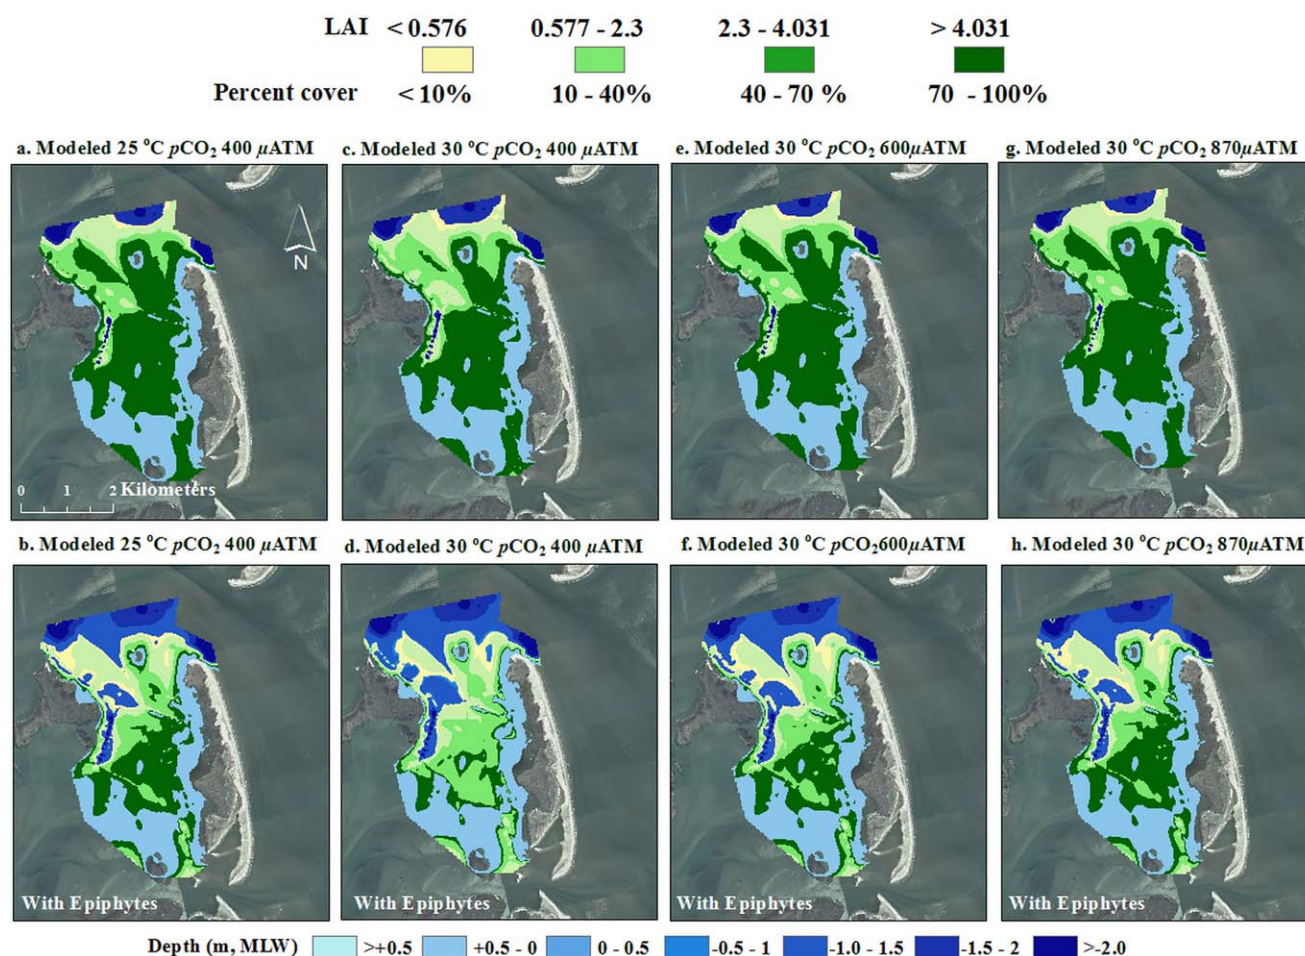 LAI < 0.576 0.577 - 2.3 2.3 - 4.031 > 4.031
Percent cover < 10% 10 - 40% 40 - 70 % 70 - 100%
a. Modeled 25 °C pCO₂ 400 μATM c. Modeled 30 °C pCO₂ 400 μATM e. Modeled 30 °C pCO₂ 600μATM g. Modeled 30 °C pCO₂ 870μATM
N
0 1 2 Kilometers
b. Modeled 25 °C pCO₂ 400 μATM d. Modeled 30 °C pCO₂ 400 μATM f. Modeled 30 °C pCO₂600μATM h. Modeled 30 °C pCO₂ 870μATM
With Epiphytes With Epiphytes With Epiphytes With Epiphytes
Depth (m, MLW) >+0.5 +0.5 - 0 0 - 0.5 -0.5 - 1 -1.0 - 1.5 -1.5 - 2 >-2.0